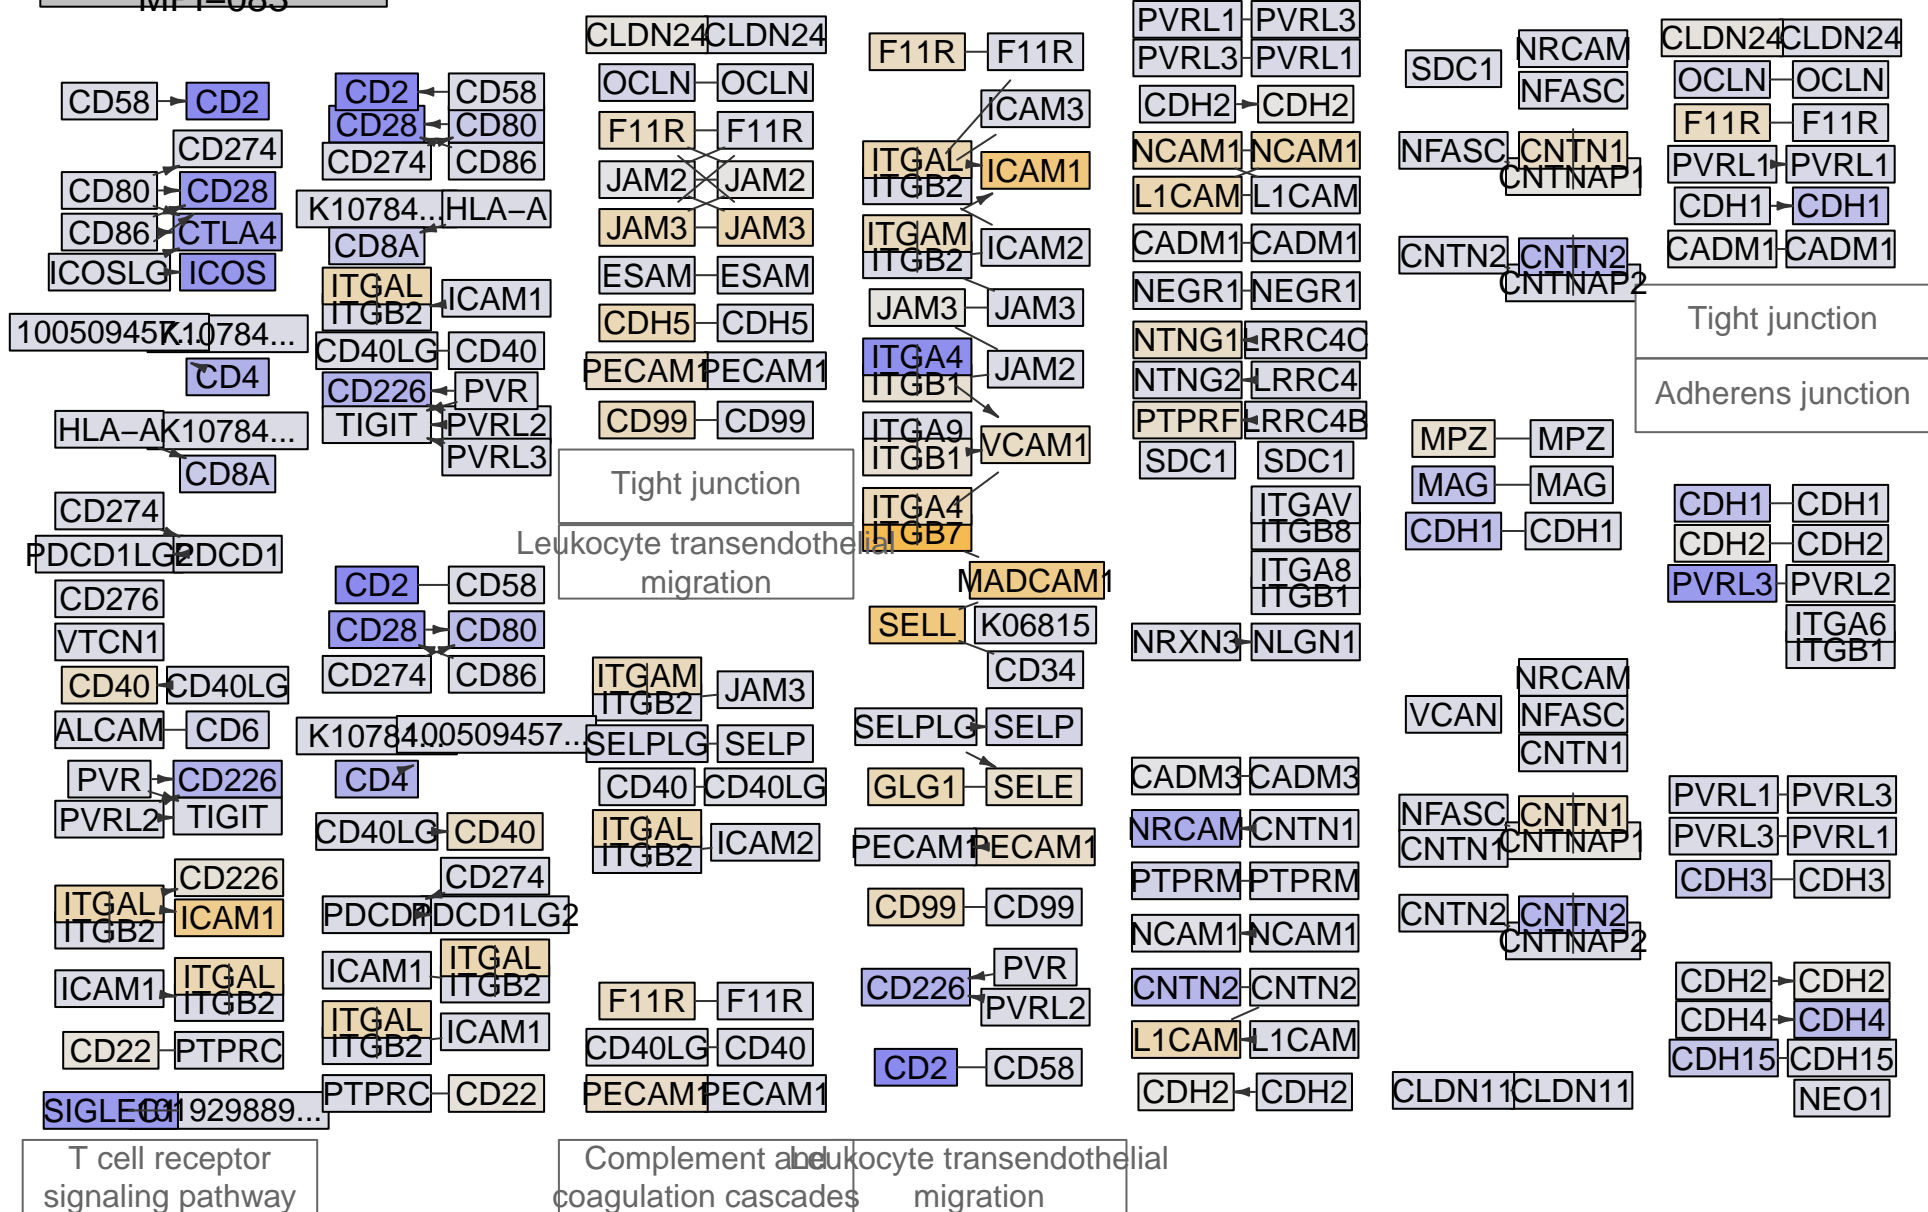 MPI–083
CD58 CD2
CD274
CD80 CD28
CD86 CTLA4
ICOSLG ICOS
100509457... K10784...
CD4
HLA–A K10784...
CD8A
CD274
PDCD1LG2 PDCD1
CD276
VTCN1
CD40 CD40LG
ALCAM CD6
PVR CD226
PVRL2 TIGIT
CD226
ITGAL ICAM1
ITGB2
ICAM1 ITGAL
ITGB2
CD22 PTPRC
101929889...
T cell receptor
signaling pathway
CD2 CD58
CD28 CD80
CD274 CD86
K10784... HLA–A
CD8A
ITGAL ICAM1
ITGB2
CD40LG CD40
CD226 PVR
TIGIT PVRL2
PVRL3
CD2 CD58
CD28 CD80
CD274 CD86
K10784... 100509457...
CD4
CD40LG CD40
CD274
PDCD1 PDCD1LG2
ICAM1 ITGAL
ITGB2
ITGAL ICAM1
ITGB2
PTPRC CD22
CLDN24 CLDN24
OCLN OCLN
F11R F11R
JAM2 JAM2
JAM3 JAM3
ESAM ESAM
CDH5 CDH5
PECAM1 PECAM1
CD99 CD99
Tight junction
Leukocyte transendothelial
migration
ITGAM JAM3
ITGB2
SELPLG SELP
CD40 CD40LG
ITGAL ICAM2
ITGB2
F11R F11R
CD40LG CD40
PECAM1 PECAM1
Complement and
coagulation cascades
F11R F11R
ICAM3
ITGAL ICAM1
ITGB2
ITGAM ICAM2
ITGB2
JAM3 JAM3
ITGA4 JAM2
ITGB1
ITGA9 VCAM1
ITGB1
ITGA4
ITGB7
MADCAM1
SELL K06815
CD34
SELPLG SELP
GLG1 SELE
PECAM1 PECAM1
CD99 CD99
CD226 PVR
PVRL2
CD2 CD58
Leukocyte transendothelial
migration
PVRL1 PVRL3
PVRL3 PVRL1
CDH2 CDH2
NCAM1 NCAM1
L1CAM L1CAM
CADM1 CADM1
NEGR1 NEGR1
NTNG1 LRRC4C
NTNG2 LRRC4
PTPRF LRRC4B
SDC1 SDC1
ITGAV
ITGB8
ITGA8
ITGB1
NRXN3 NLGN1
CADM3 CADM3
NRCAM CNTN1
PTPRM PTPRM
NCAM1 NCAM1
CNTN2 CNTN2
L1CAM L1CAM
CDH2 CDH2
SDC1 NRCAM
NFASC
NFASC CNTN1
CNTNAP1
CNTN2 CNTN2
CNTNAP2
MPZ MPZ
MAG MAG
CDH1 CDH1
NRCAM
VCAN NFASC
CNTN1
NFASC CNTN1
CNTN1 CNTNAP1
CNTN2 CNTN2
CNTNAP2
CLDN11 CLDN11
CLDN24 CLDN24
OCLN OCLN
F11R F11R
PVRL1 PVRL1
CDH1 CDH1
CADM1 CADM1
Tight junction
Adherens junction
CDH1 CDH1
CDH2 CDH2
PVRL3 PVRL2
ITGA6
ITGB1
PVRL1 PVRL3
PVRL3 PVRL1
CDH3 CDH3
CDH2 CDH2
CDH4 CDH4
CDH15 CDH15
NEO1